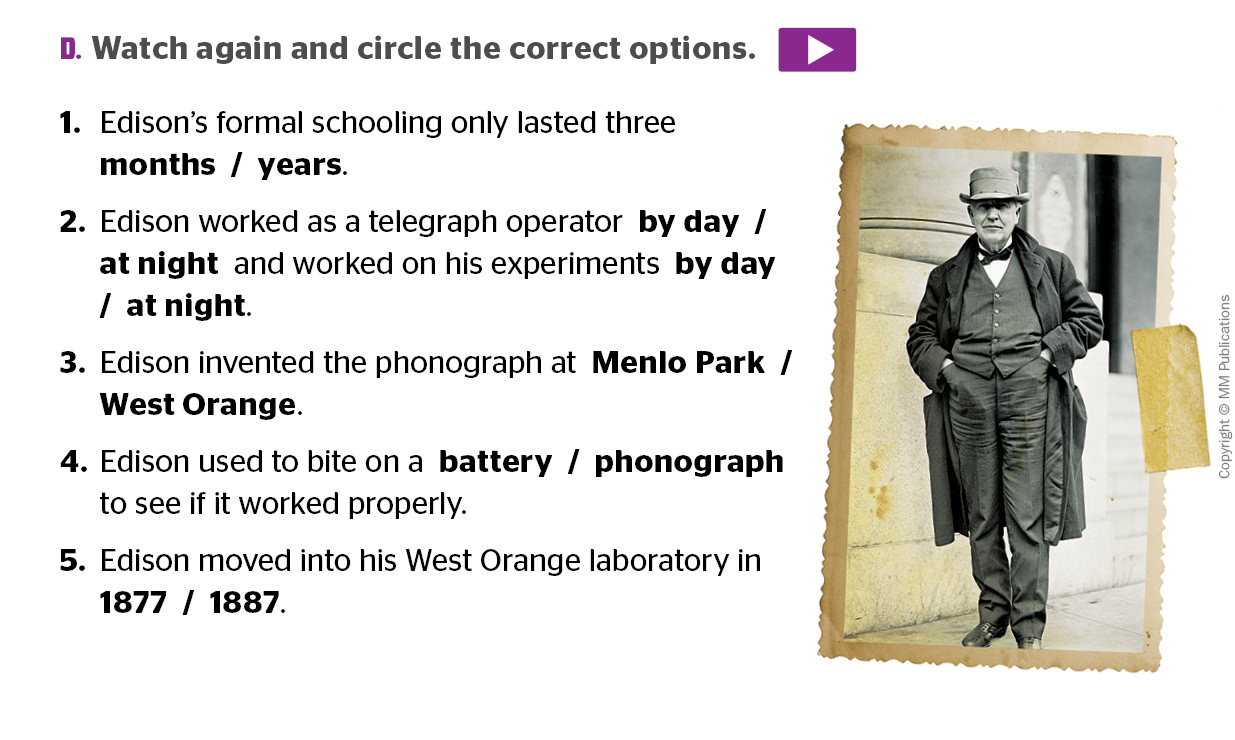 D. Watch again and circle the correct options.
1. Edison’s formal schooling only lasted three
months / years.
2. Edison worked as a telegraph operator by day /
at night and worked on his experiments by day
/ at night.
3. Edison invented the phonograph at Menlo Park /
West Orange.
4. Edison used to bite on a battery / phonograph
to see if it worked properly.
5. Edison moved into his West Orange laboratory in
1877 / 1887.
Copyright © MM Publications